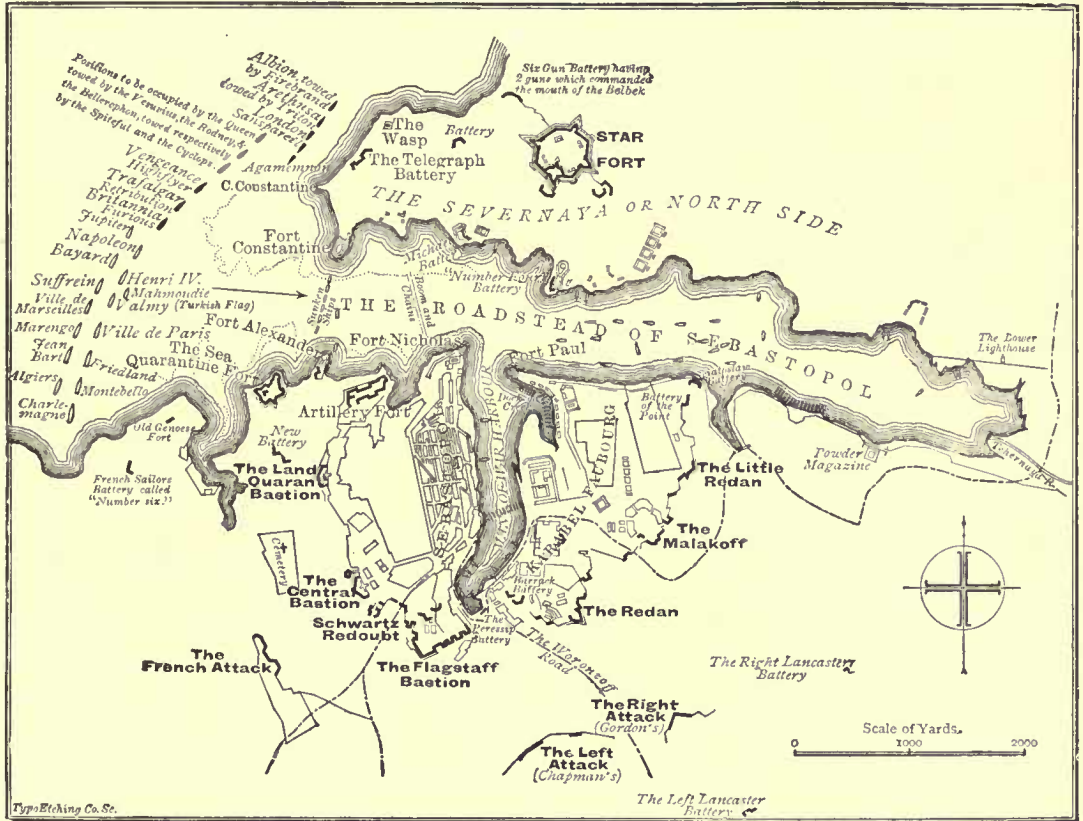 Positions to be occupied by the Queen
towed by the Vesuvius, the Rodney, &
the Bellerephon, towed respectively
by the Spiteful and the Cyclops.
Albion, towed
by Firebrand
Arethusa
towed by Triton
London
Sanspareil
Agamemnon
Vengeance
Highflyer
Trafalgar
Retribution
Britannia
Furious
Jupiter
Napoleon
Bayard
Suffrein
Henri IV.
Ville de
Marseilles
Mahmoudie
Valmy (Turkish Flag)
Marengo
Ville de Paris
Jean
Bart
Friedland
Algiers
Montebello
Charle-
magne
Six Gun Battery having
2 guns which commanded
the mouth of the Belbek
The
Wasp
Battery
The Telegraph
Battery
STAR
FORT
C. Constantine
THE SEVERNAYA OR NORTH SIDE
Fort
Constantine
Battery
"Number
Battery
Sunken
Ships
Boom and
Chains
THE ROADSTEAD OF SEBASTOPOL
Fort Alexander
Fort Nicholas
Fort Paul
The Sea
Quarantine Fort
The Lower
Lighthouse
Artillery Fort
Battery
of the
Point
Old Genoese
Fort
New
Battery
French Sailors
Battery called
"Number six."
The Land
Quaran
Bastion
SEBASTOPOL
HARBOUR
KARABEL FAUBOURG
The Little
Redan
Powder
Magazine
Tchernaya R.
Cemetery
The
Malakoff
The
Central
Bastion
Barrack
Battery
Schwartz
Redoubt
The
Peressip
Battery
The Redan
The Flagstaff
Bastion
The Woronzoff
Road
The
French Attack
The Right Lancaster
Battery
The Right
Attack
(Gordon's)
The Left
Attack
(Chapman's)
Scale of Yards.
0 1000 2000
The Left Lancaster
Battery
Typo Etching Co. Sc.